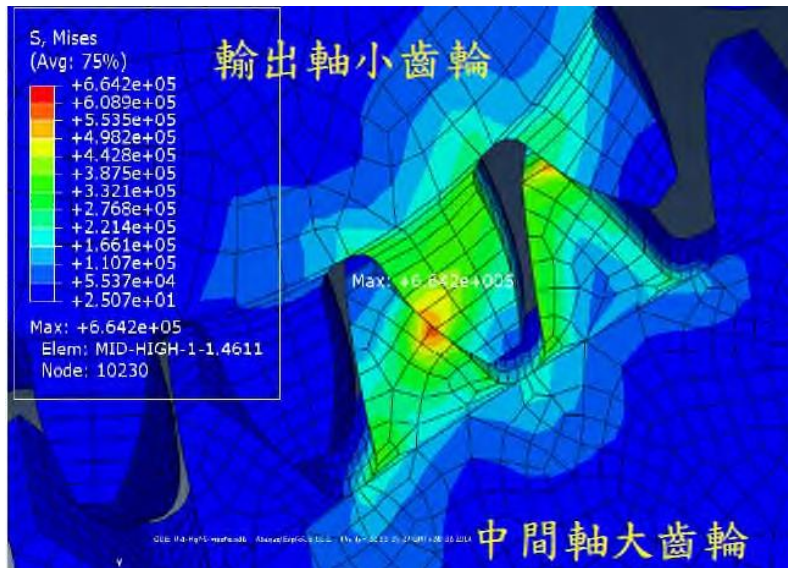 S, Mises
(Avg: 75%)
+6.642e+05
+6.089e+05
+5.535e+05
+4.982e+05
+4.428e+05
+3.875e+05
+3.321e+05
+2.768e+05
+2.214e+05
+1.661e+05
+1.107e+05
+5.537e+04
+2.507e+01
Max: +6.642e+05
Elem: MID-HIGH-1-1.4611
Node: 10230
輸出軸小齒輪
Max: +6.642e+005
中間軸大齒輪
Y